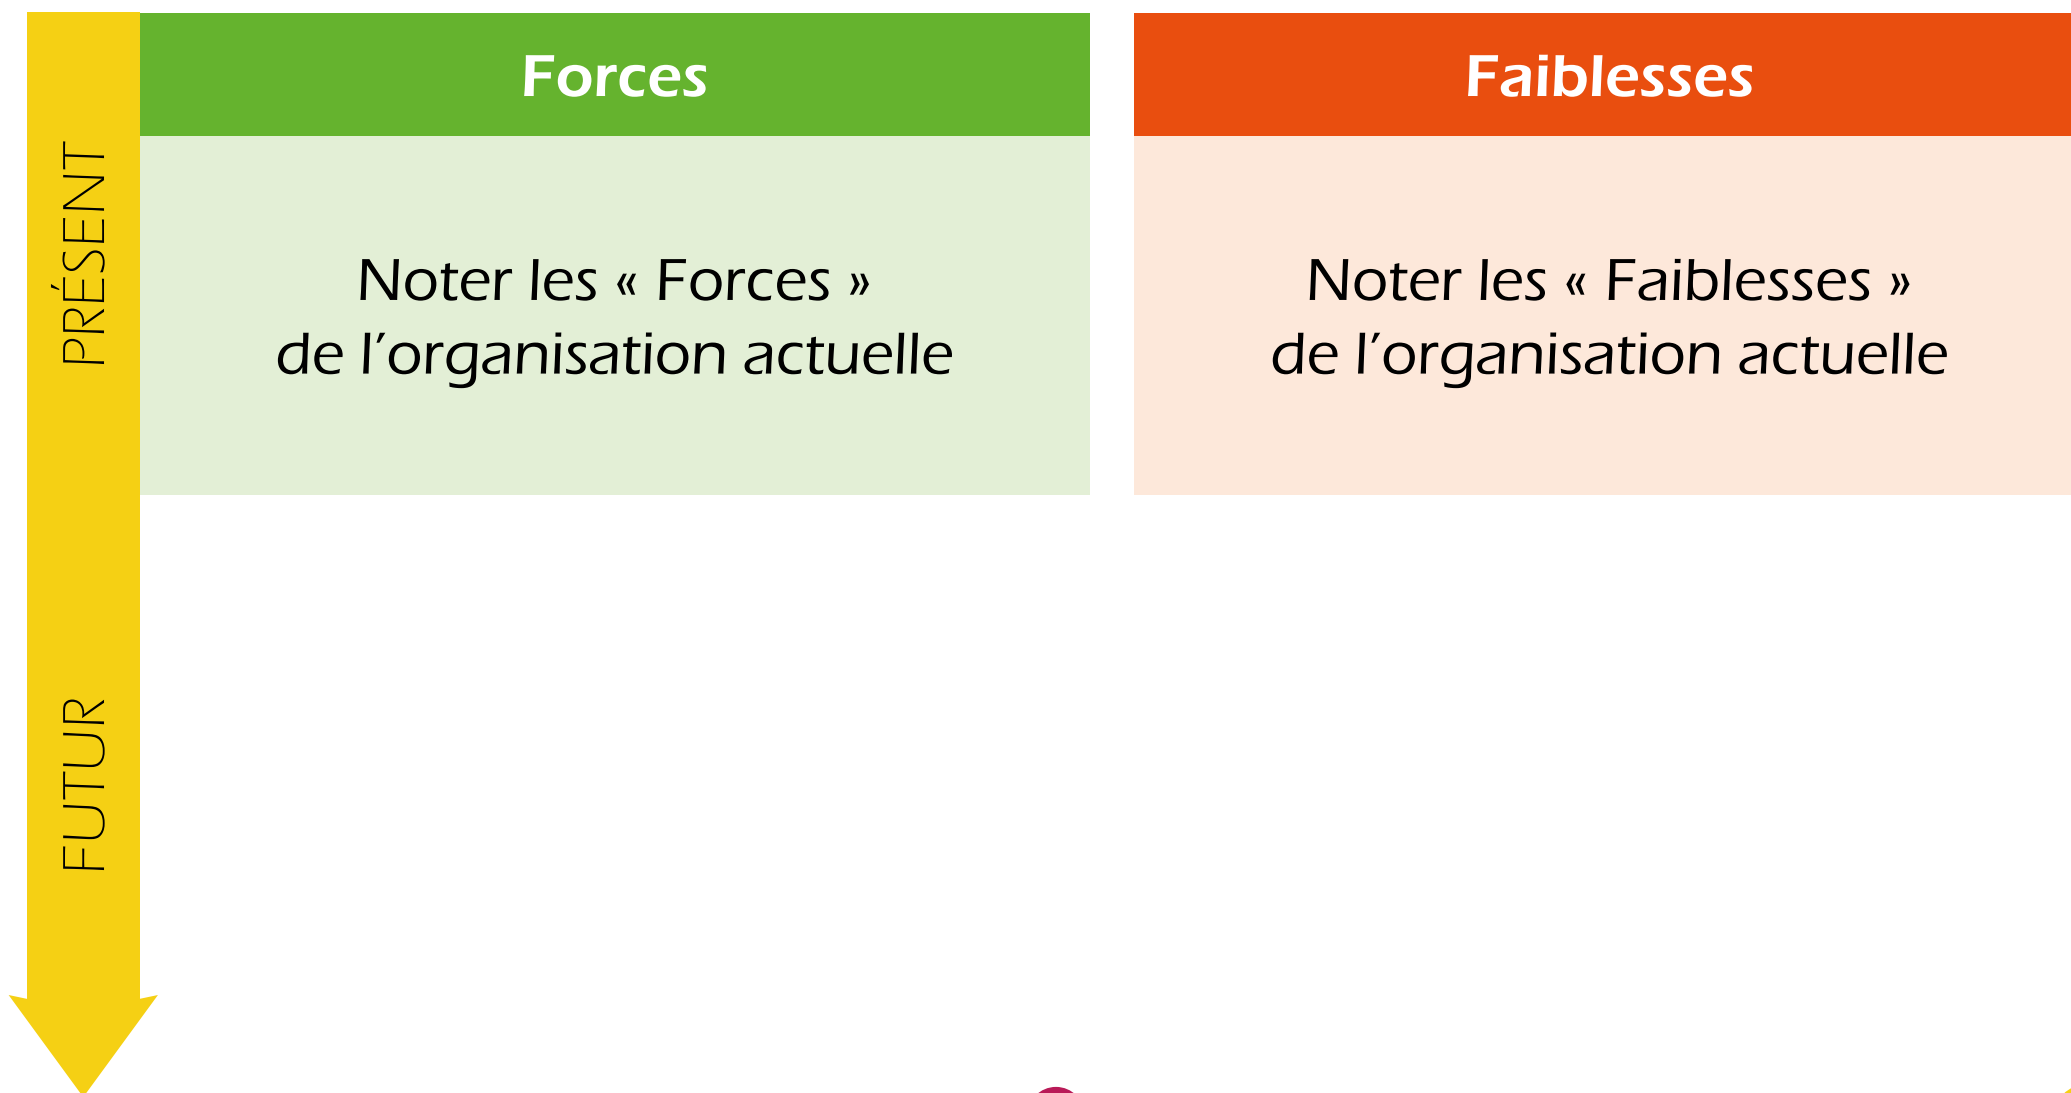 PRÉSENT
Forces
Faiblesses
Noter les « Forces »
de l’organisation actuelle
Noter les « Faiblesses »
de l’organisation actuelle
FUTUR